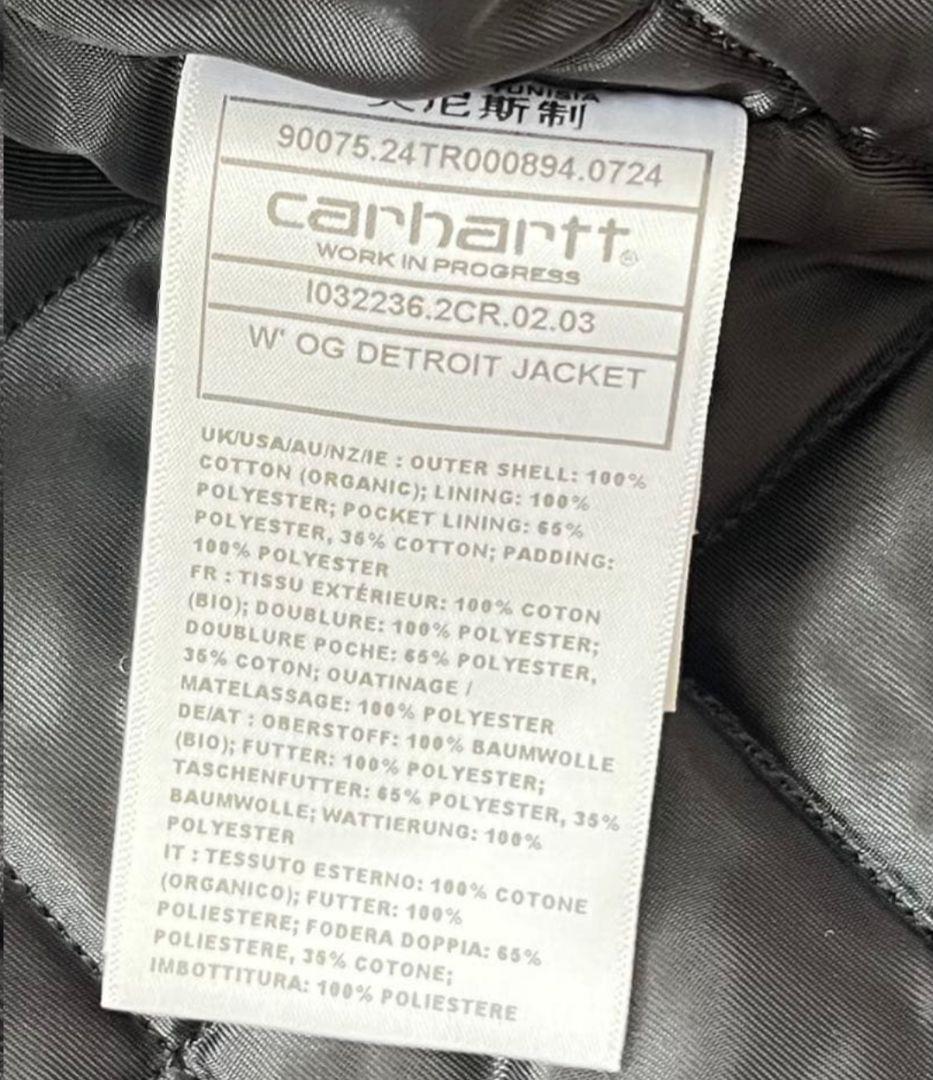 TUNISIA
尼斯制
90075.24TR000894.0724
carhartt®
WORK IN PROGRESS
I032236.2CR.02.03
W' OG DETROIT JACKET
UK/USA/AU/NZ/IE : OUTER SHELL: 100%
COTTON (ORGANIC); LINING: 100%
POLYESTER; POCKET LINING: 65%
POLYESTER, 35% COTTON; PADDING:
100% POLYESTER
FR : TISSU EXTÉRIEUR: 100% COTON
(BIO); DOUBLURE: 100% POLYESTER;
DOUBLURE POCHE: 65% POLYESTER,
35% COTON; OUATINAGE /
MATELASSAGE: 100% POLYESTER
DE/AT : OBERSTOFF: 100% BAUMWOLLE
(BIO); FUTTER: 100% POLYESTER;
TASCHENFUTTER: 65% POLYESTER, 35%
BAUMWOLLE; WATTIERUNG: 100%
POLYESTER
IT : TESSUTO ESTERNO: 100% COTONE
(ORGANICO); FUTTER: 100%
POLIESTERE; FODERA DOPPIA: 65%
POLIESTERE, 35% COTONE;
IMBOTTITURA: 100% POLIESTERE